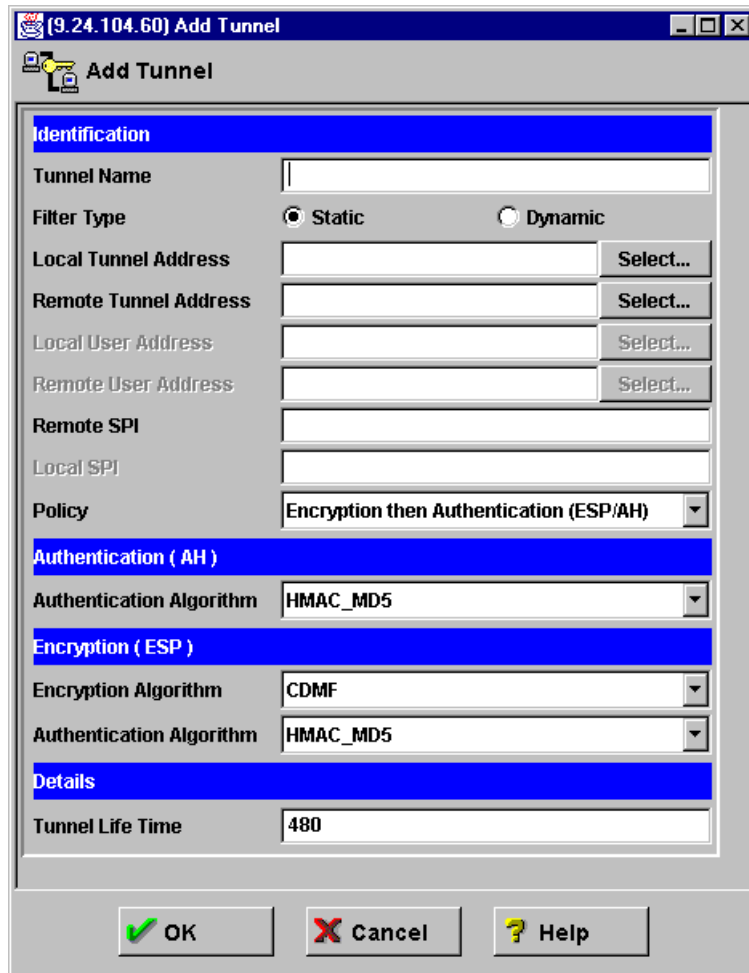 (9.24.104.60) Add Tunnel
Add Tunnel
Identification
Tunnel Name
Filter Type Static Dynamic
Local Tunnel Address Select...
Remote Tunnel Address Select...
Local User Address Select...
Remote User Address Select...
Remote SPI
Local SPI
Policy Encryption then Authentication (ESP/AH)
Authentication ( AH )
Authentication Algorithm HMAC_MD5
Encryption ( ESP )
Encryption Algorithm CDMF
Authentication Algorithm HMAC_MD5
Details
Tunnel Life Time 480
OK Cancel ? Help